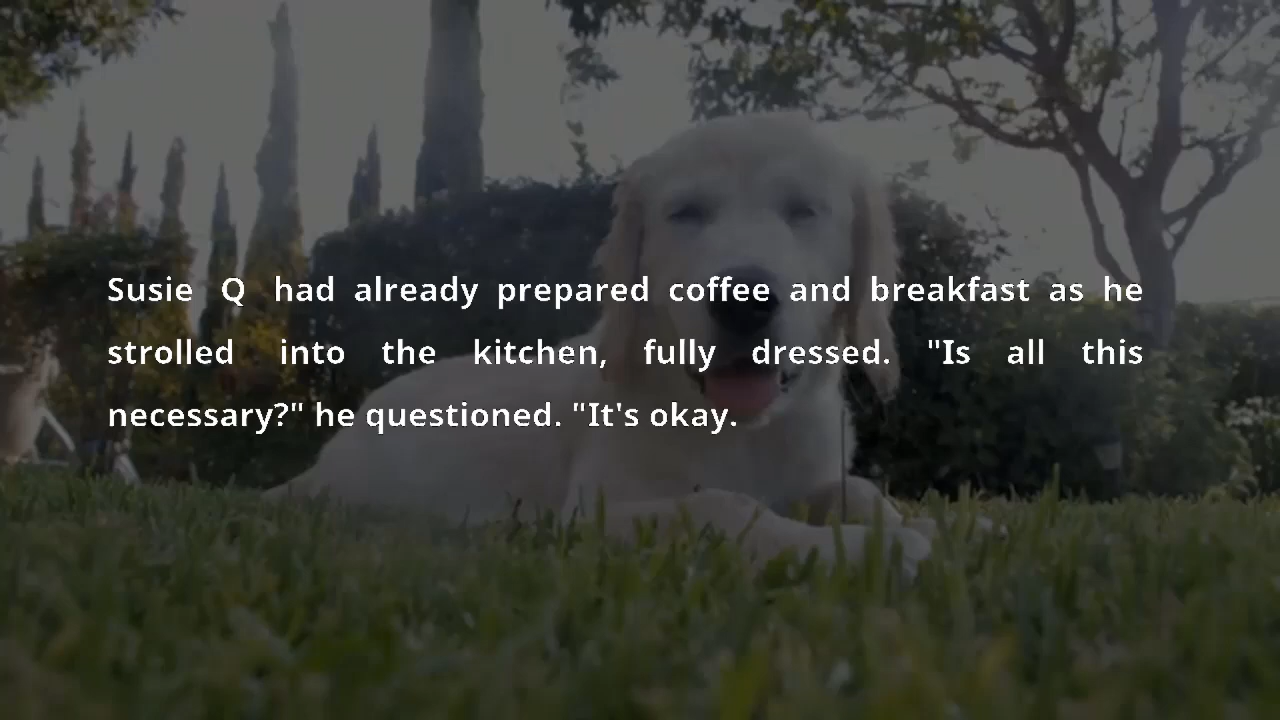 Susie Q had already prepared coffee and breakfast as he
strolled into the kitchen, fully dressed. "Is all this
necessary?" he questioned. "It's okay.